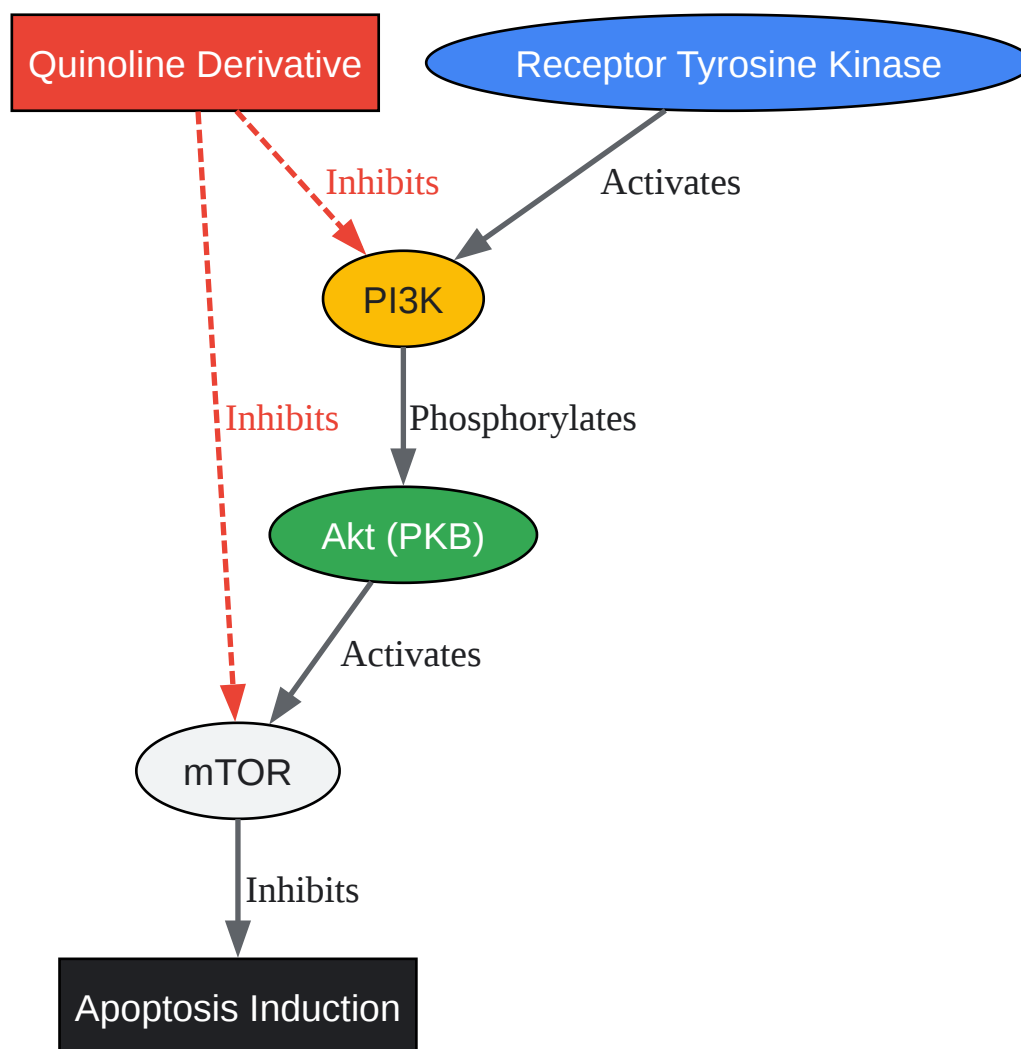 Quinoline Derivative
Receptor Tyrosine Kinase
Inhibits
Activates
PI3K
Inhibits
Phosphorylates
Akt (PKB)
Activates
mTOR
Inhibits
Apoptosis Induction